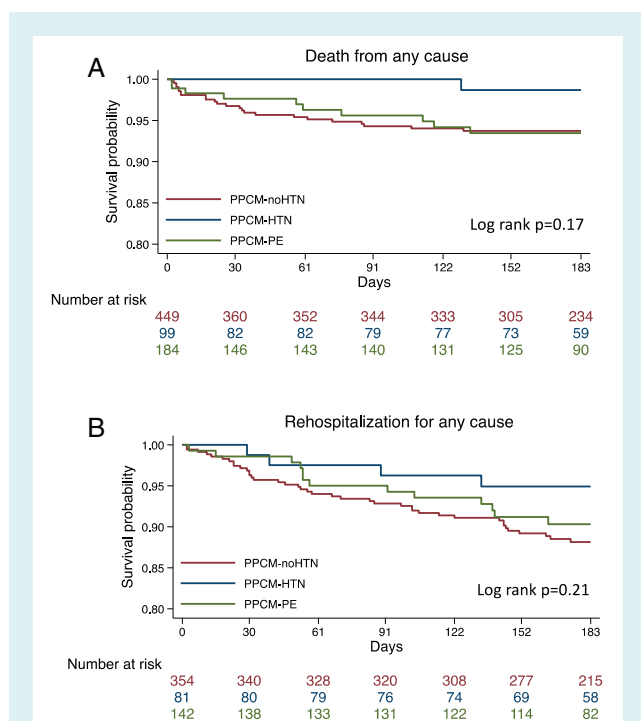 A
Death from any cause
Survival probability
1.00
0.95
0.90
0.85
0.80
PPCM-noHTN
PPCM-HTN
PPCM-PE
Log rank p=0.17
0 30 61 91 122 152 183
Days
Number at risk
449 360 352 344 333 305 234
99 82 82 79 77 73 59
184 146 143 140 131 125 90
B
Rehospitalization for any cause
Survival probability
1.00
0.95
0.90
0.85
0.80
PPCM-noHTN
PPCM-HTN
PPCM-PE
Log rank p=0.21
0 30 61 91 122 152 183
Days
Number at risk
354 340 328 320 308 277 215
81 80 79 76 74 69 58
142 138 133 131 122 114 82